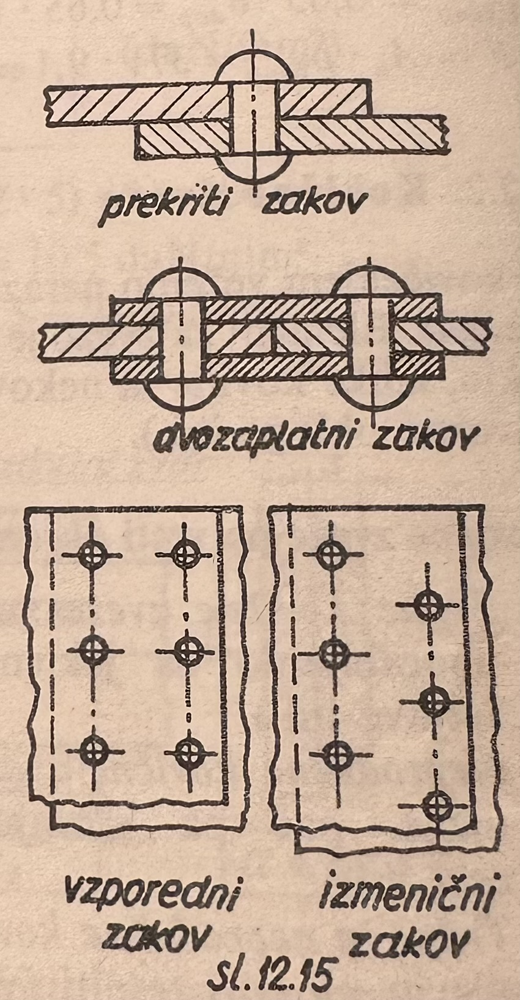 prekriti zakov
dvozaplatni zakov
vzporedni
zakov
izmenični
zakov
sl.12.15